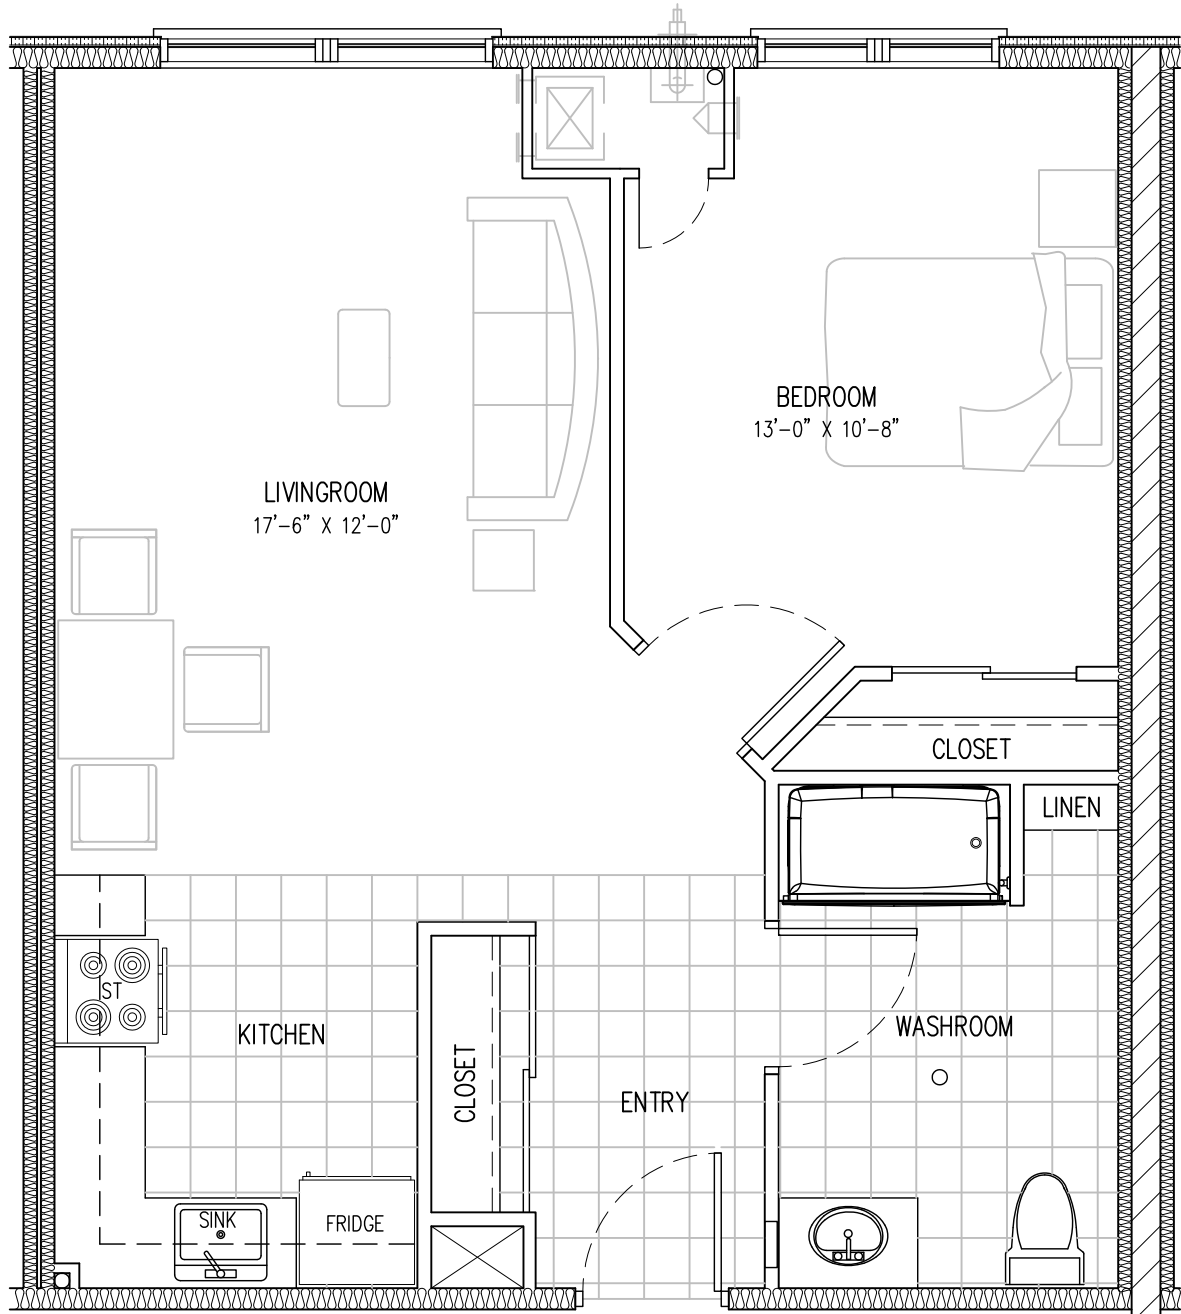 BEDROOM
13'-0" X 10'-8"
LIVINGROOM
17'-6" X 12'-0"
CLOSET
LINEN
ST
KITCHEN
CLOSET
WASHROOM
ENTRY
SINK
FRIDGE